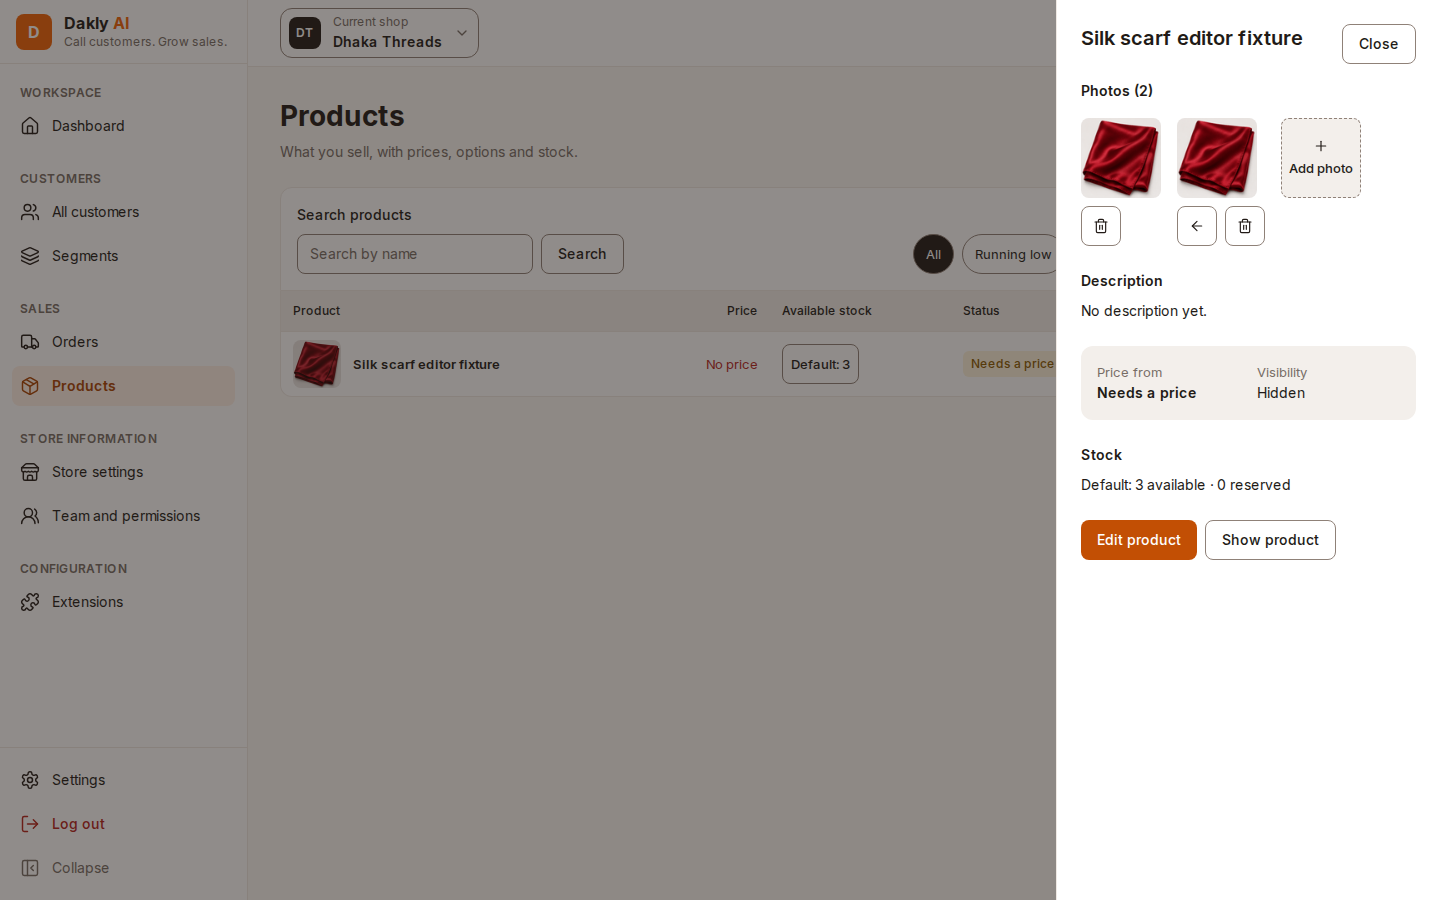 D
Dakly AI
Call customers. Grow sales.
WORKSPACE
Dashboard
CUSTOMERS
All customers
Segments
SALES
Orders
Products
STORE INFORMATION
Store settings
Team and permissions
CONFIGURATION
Extensions
Settings
Log out
Collapse
DT
Current shop
Dhaka Threads
Products
What you sell, with prices, options and stock.
Search products
Search by name
Search
All
Running low
Product
Price
Available stock
Status
Silk scarf editor fixture
No price
Default: 3
Needs a price
Silk scarf editor fixture
Close
Photos (2)
Add photo
Description
No description yet.
Price from
Visibility
Needs a price
Hidden
Stock
Default: 3 available · 0 reserved
Edit product
Show product